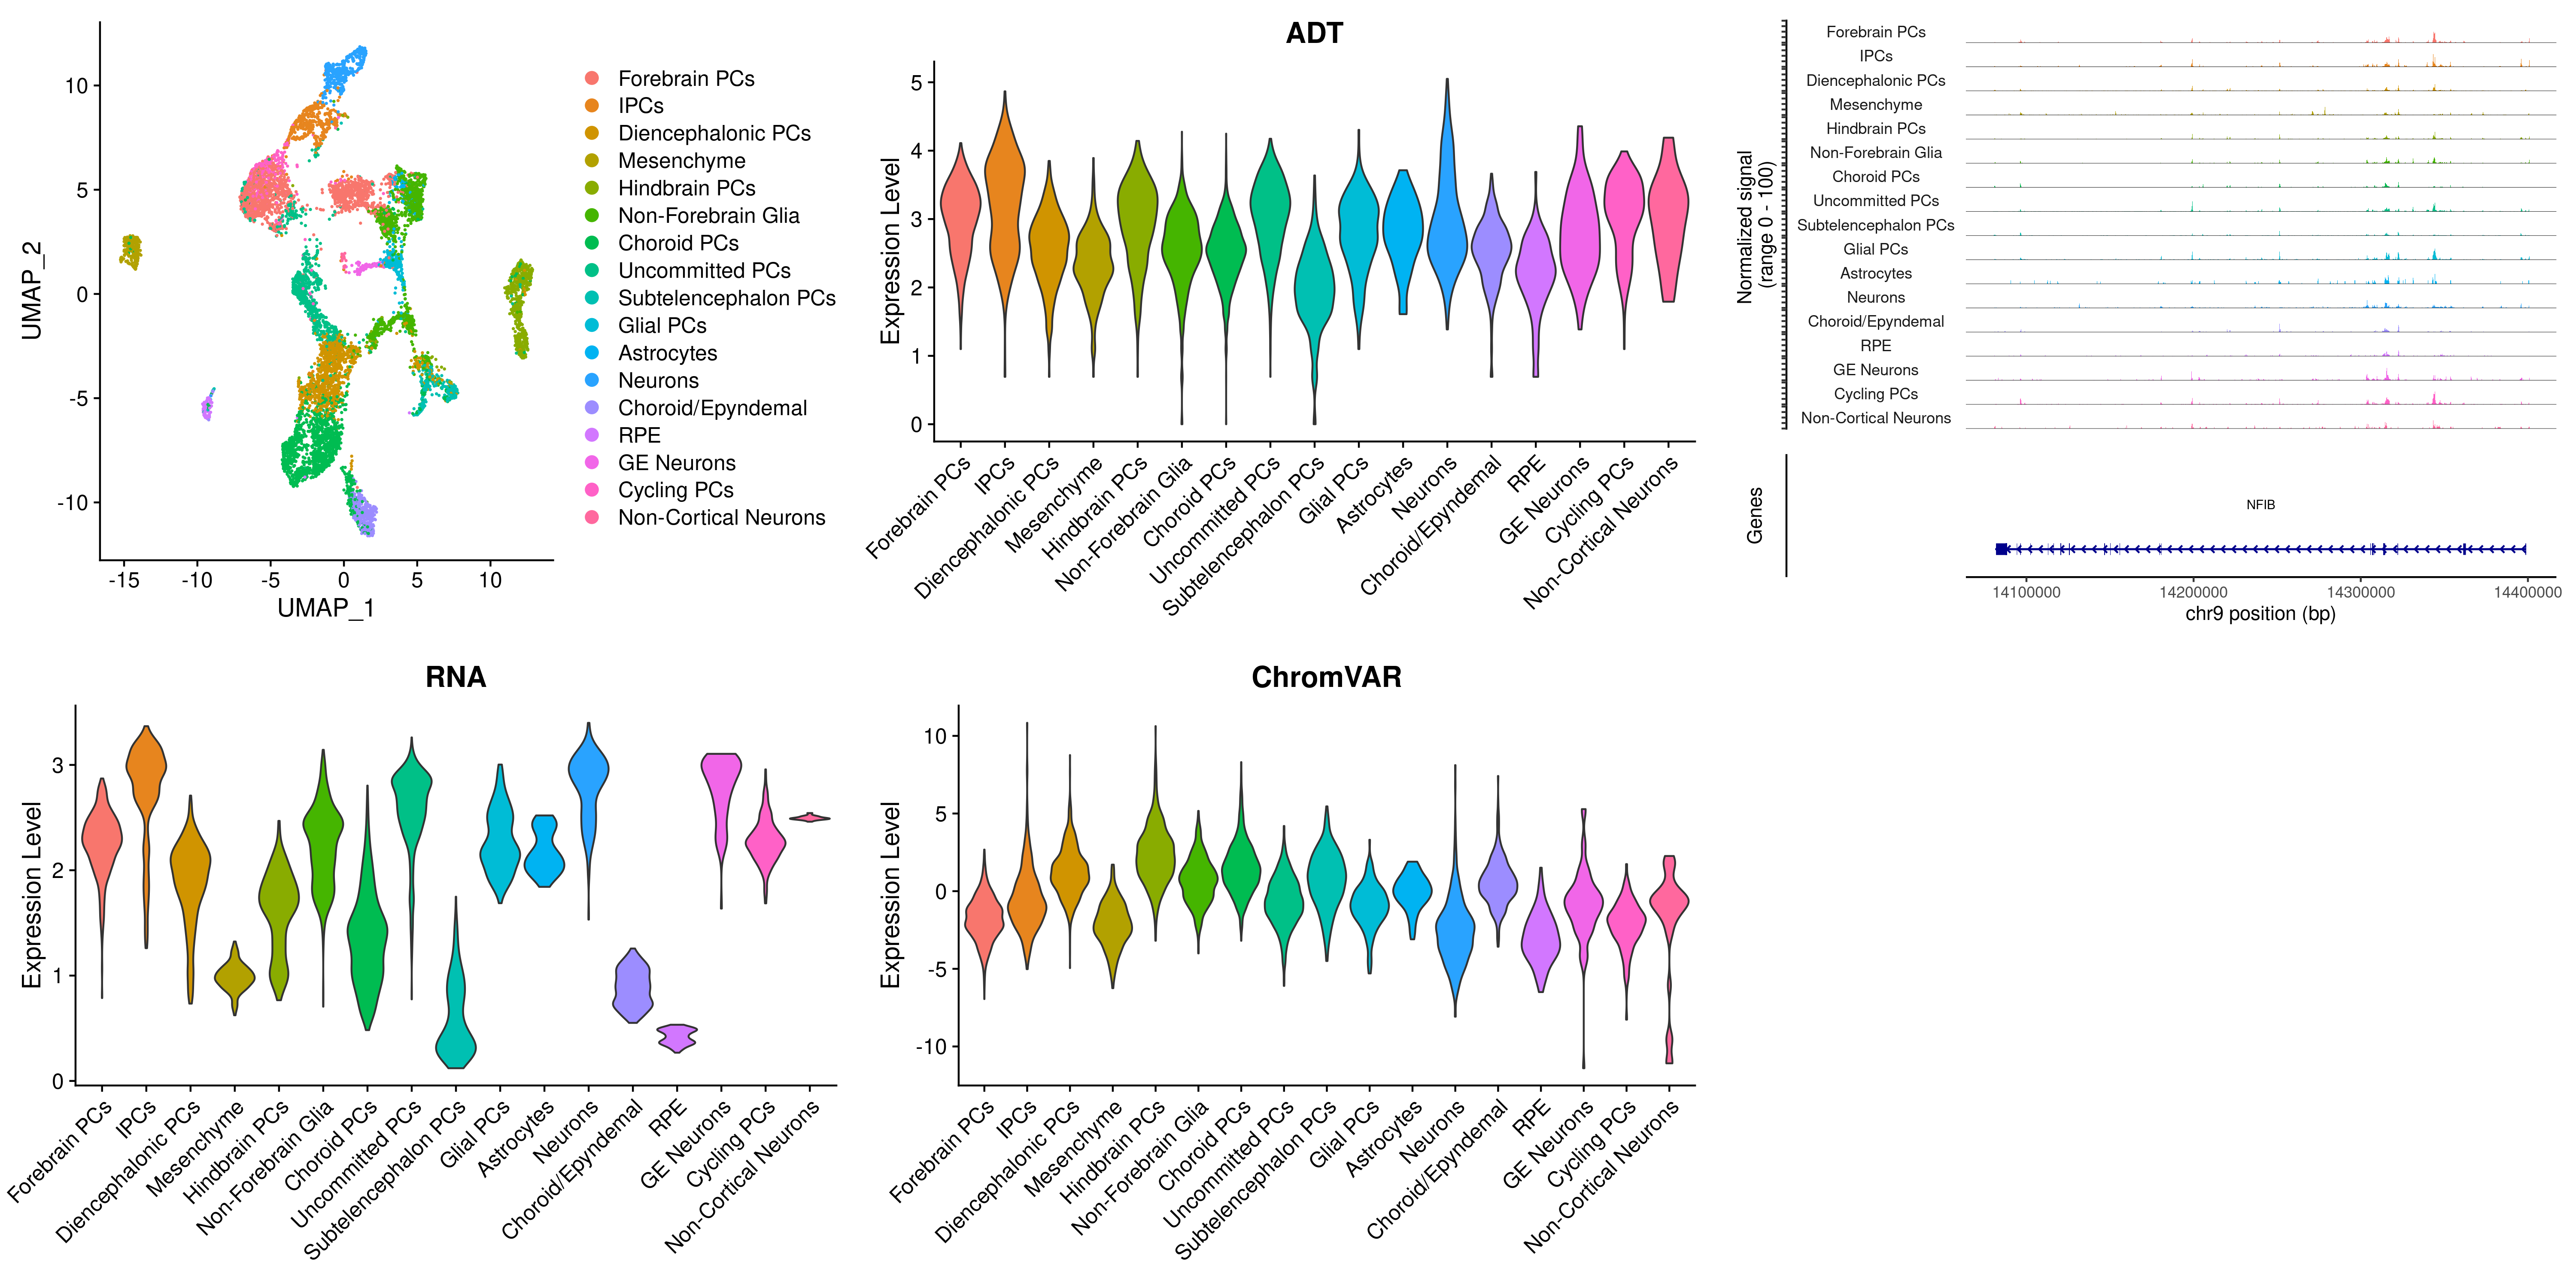 UMAP_2
10
5
0
-5
-10
-15
-10
-5
0
5
10
UMAP_1
Forebrain PCs
IPCs
Diencephalonic PCs
Mesenchyme
Hindbrain PCs
Non-Forebrain Glia
Choroid PCs
Uncommitted PCs
Subtelencephalon PCs
Glial PCs
Astrocytes
Neurons
Choroid/Epyndemal
RPE
GE Neurons
Cycling PCs
Non-Cortical Neurons
ADT
Expression Level
5
4
3
2
1
0
Forebrain PCs
IPCs
Diencephalonic PCs
Mesenchyme
Hindbrain PCs
Non-Forebrain Glia
Choroid PCs
Uncommitted PCs
Subtelencephalon PCs
Glial PCs
Astrocytes
Neurons
Choroid/Epyndemal
RPE
GE Neurons
Cycling PCs
Non-Cortical Neurons
Normalized signal
(range 0 - 100)
Forebrain PCs
IPCs
Diencephalonic PCs
Mesenchyme
Hindbrain PCs
Non-Forebrain Glia
Choroid PCs
Uncommitted PCs
Subtelencephalon PCs
Glial PCs
Astrocytes
Neurons
Choroid/Epyndemal
RPE
GE Neurons
Cycling PCs
Non-Cortical Neurons
Genes
NFIB
14100000
14200000
14300000
14400000
chr9 position (bp)
RNA
Expression Level
3
2
1
0
Forebrain PCs
IPCs
Diencephalonic PCs
Mesenchyme
Hindbrain PCs
Non-Forebrain Glia
Choroid PCs
Uncommitted PCs
Subtelencephalon PCs
Glial PCs
Astrocytes
Neurons
Choroid/Epyndemal
RPE
GE Neurons
Cycling PCs
Non-Cortical Neurons
ChromVAR
Expression Level
10
5
0
-5
-10
Forebrain PCs
IPCs
Diencephalonic PCs
Mesenchyme
Hindbrain PCs
Non-Forebrain Glia
Choroid PCs
Uncommitted PCs
Subtelencephalon PCs
Glial PCs
Astrocytes
Neurons
Choroid/Epyndemal
RPE
GE Neurons
Cycling PCs
Non-Cortical Neurons